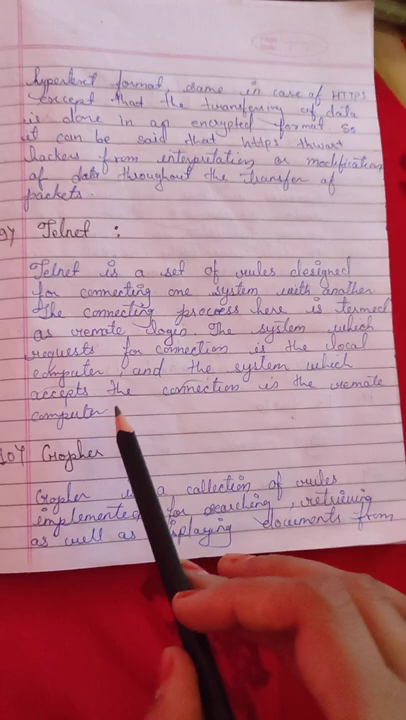 hypertext format, same in case of HTTPS
except that the transferring of data
is done in an encrypted format so
it can be said that https thwart
hackers from interpretation or modification
of data throughout the transfer of
packets.
9y Telnet :
Telnet is a set of rules designed
for connecting one system with another
The connecting process here is termed
as remote login. The system which
requests for connection is the local
computer, and the system which
accepts the connection is the remote
computer
10y Gropher
Gropher is a collection of rules
implemented for searching, retrieving
as well as displaying documents from